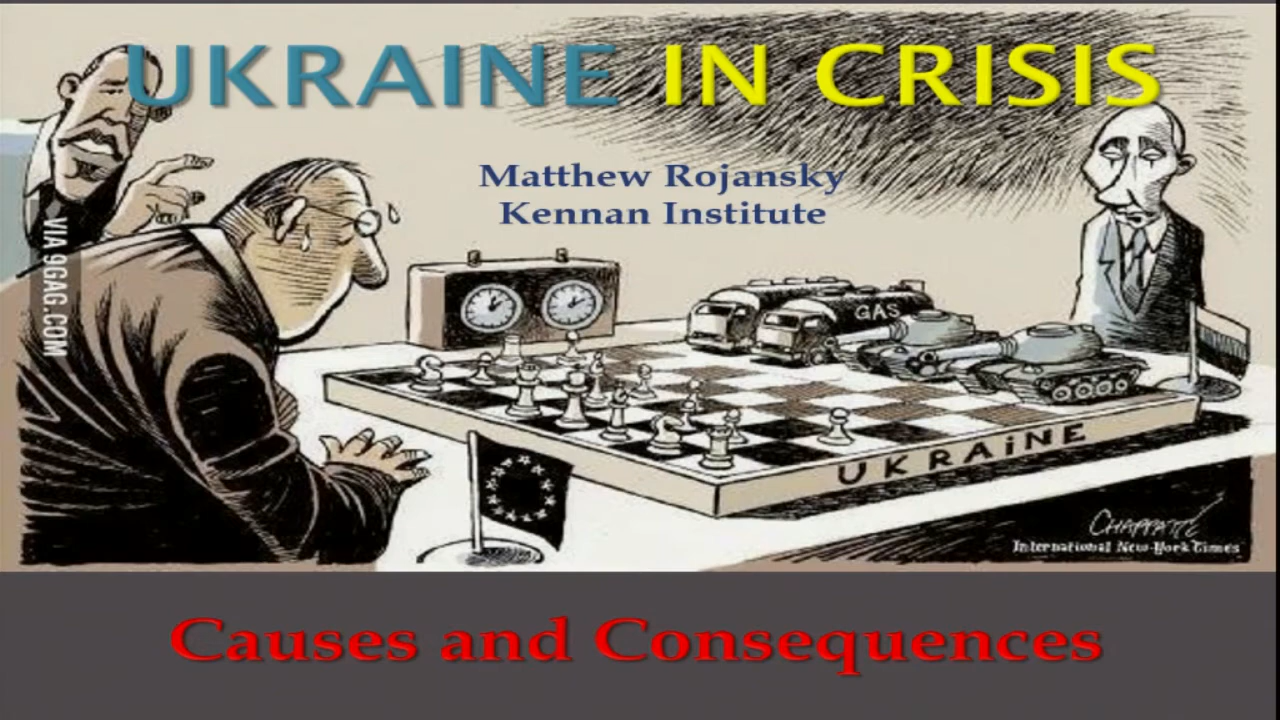 UKRAINE IN CRISIS
Matthew Rojansky
Kennan Institute
VIA 9GAG.COM
GAS
UKRAiNE
CHAPPATTE
International New York Times
Causes and Consequences